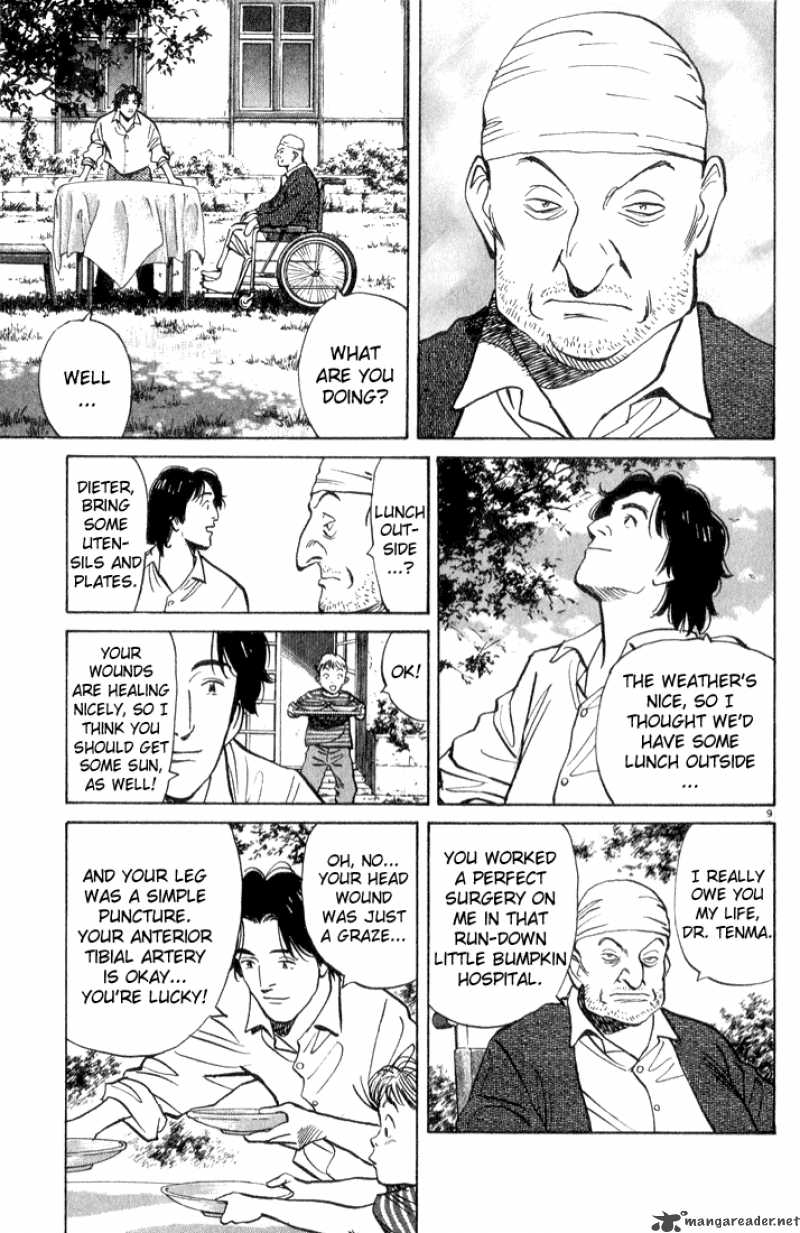 WHAT
ARE YOU
DOING?
WELL
...
THE WEATHER'S
NICE, SO I
THOUGHT WE'D
HAVE SOME
LUNCH OUTSIDE
...
LUNCH
OUT-
SIDE
...?
DIETER,
BRING
SOME
UTEN-
SILS AND
PLATES.
OK!
YOUR
WOUNDS
ARE HEALING
NICELY, SO I
THINK YOU
SHOULD GET
SOME SUN,
AS WELL!
9
I REALLY
OWE YOU
MY LIFE,
DR. TENMA.
YOU WORKED
A PERFECT
SURGERY ON
ME IN THAT
RUN-DOWN
LITTLE BUMPKIN
HOSPITAL.
OH, NO...
YOUR HEAD
WOUND
WAS JUST
A GRAZE...
AND YOUR LEG
WAS A SIMPLE
PUNCTURE.
YOUR ANTERIOR
TIBIAL ARTERY
IS OKAY...
YOU'RE LUCKY!
mangareader.net